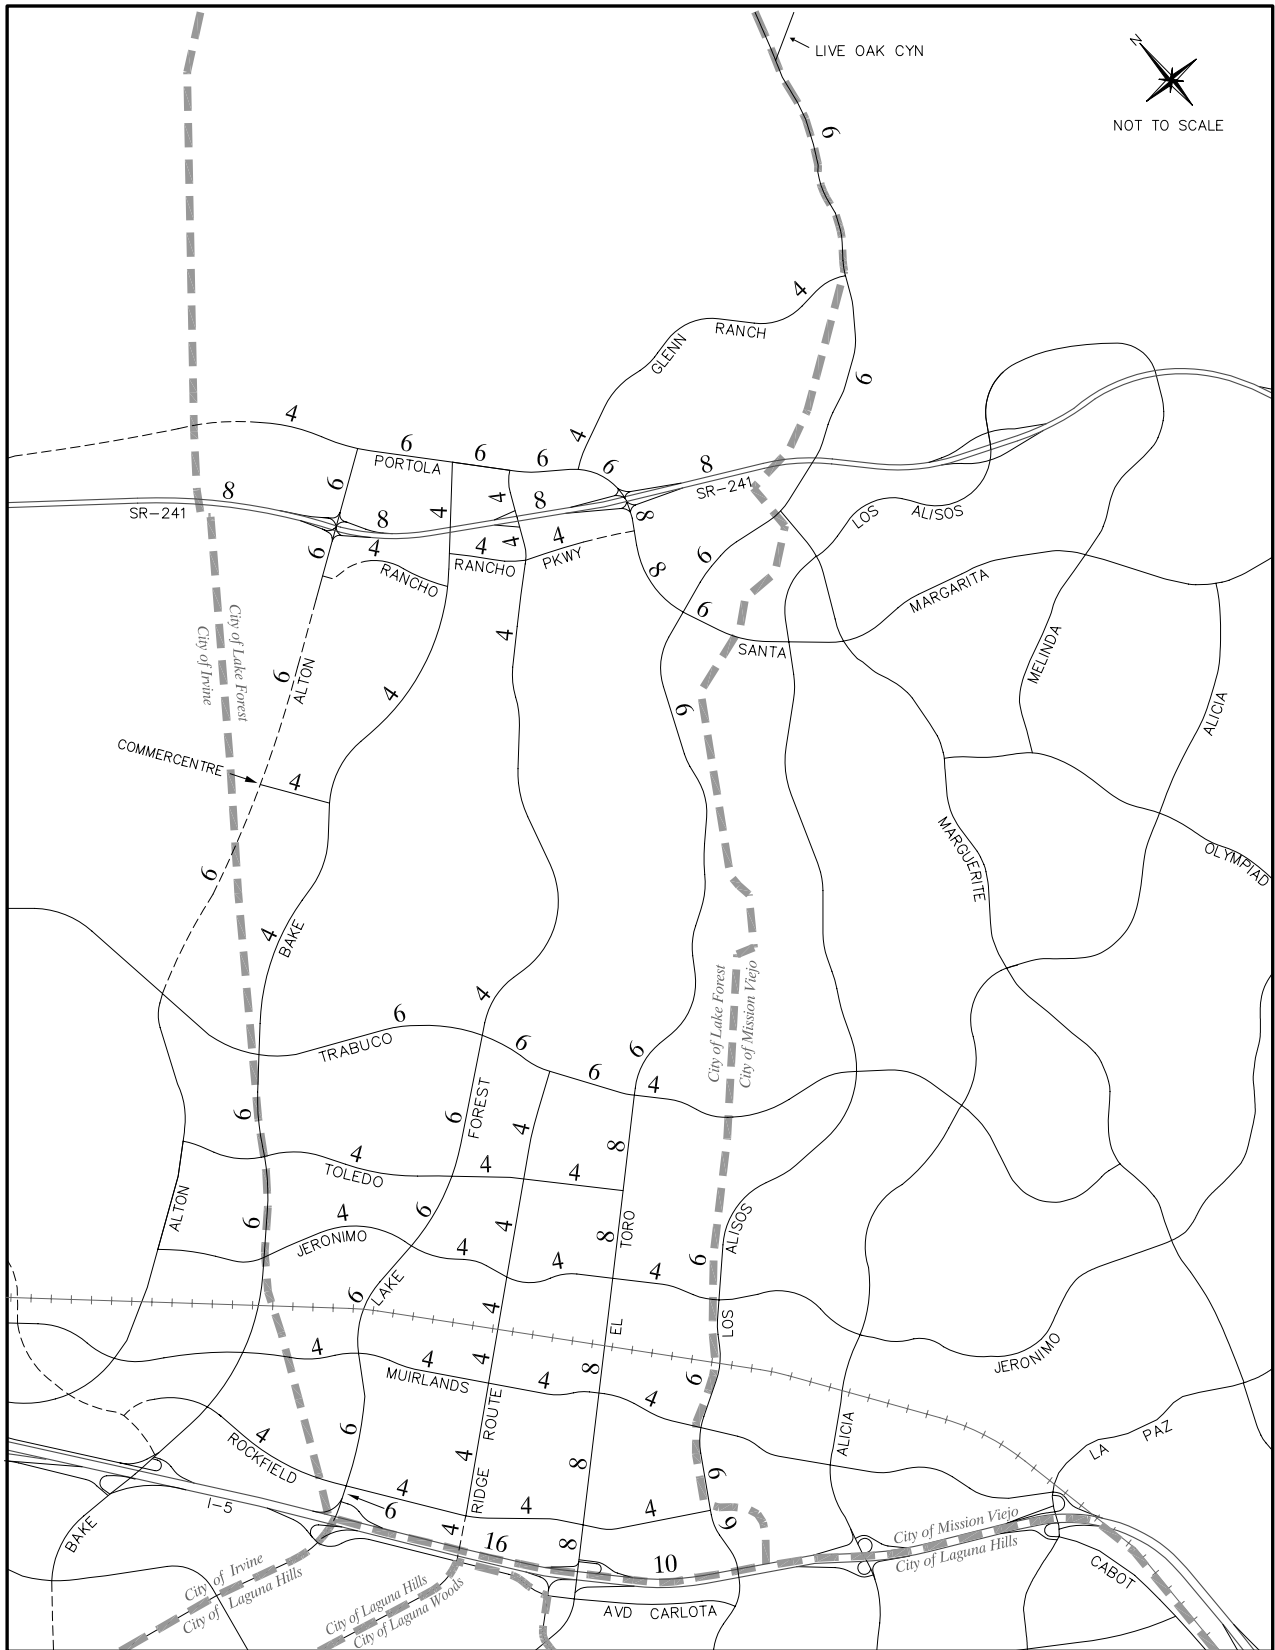 LIVE OAK CYN
N
NOT TO SCALE
6
4
RANCH
GLENN
6
4
4
6
6
6
4
6
PORTOLA
8
SR-241
8
SR-241
6
8
4
4
8
8
LOS ALISOS
6
4
RANCHO
4
RANCHO
4
4
PKWY
8
6
6
SANTA
MARGARITA
City of Lake Forest
City of Irvine
6
ALTON
4
4
6
MELINDA
ALICIA
COMMERCENTRE
4
MARGUERITE
OLYMPIAD
6
4
BAKE
4
City of Lake Forest
City of Mission Viejo
6
TRABUCO
6
6
6
4
6
6
FOREST
4
8
4
TOLEDO
4
4
ALTON
6
4
JERONIMO
6
4
4
8
TORO
4
6
ALISOS
6
LAKE
4
EL
LOS
JERONIMO
4
4
MUIRLANDS
4
4
8
4
6
6
4
ROUTE
ALICIA
LA PAZ
4
ROCKFIELD
4
RIDGE
4
8
4
6
6
I-5
6
4
16
8
10
BAKE
City of Mission Viejo
City of Laguna Hills
City of Irvine
City of Laguna Hills
City of Laguna Hills
City of Laguna Woods
AVD CARLOTA
CABOT